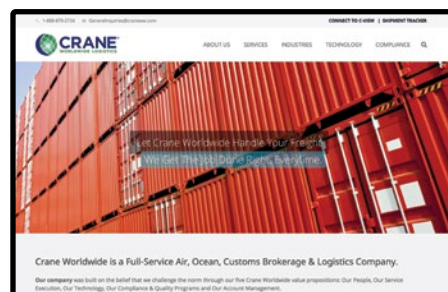 1-888-870-2726 GeneralInquiries@craneww.com CONNECT TO C-VIEW | SHIPMENT TRACKER
CRANE
WORLDWIDE LOGISTICS
ABOUT US SERVICES INDUSTRIES TECHNOLOGY COMPLIANCE
Let Crane Worldwide Handle Your Freight.
We Get The Job Done Right, Everytime.
Crane Worldwide is a Full-Service Air, Ocean, Customs Brokerage & Logistics Company.
Our company was built on the belief that we challenge the norm through our five Crane Worldwide value propositions: Our People, Our Service
Execution, Our Technology, Our Compliance & Quality Programs and Our Account Management.